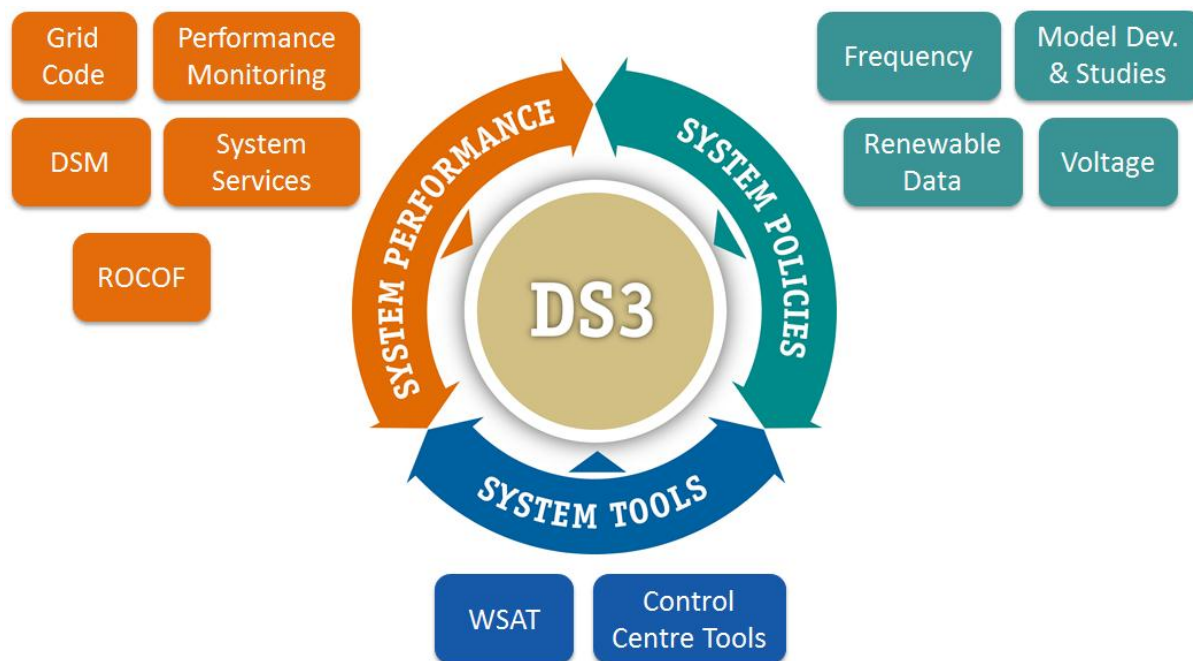 Grid
Code
Performance
Monitoring
DSM
System
Services
ROCOF
Frequency
Model Dev.
& Studies
Renewable
Data
Voltage
SYSTEM PERFORMANCE
SYSTEM POLICIES
DS3
SYSTEM TOOLS
WSAT
Control
Centre Tools